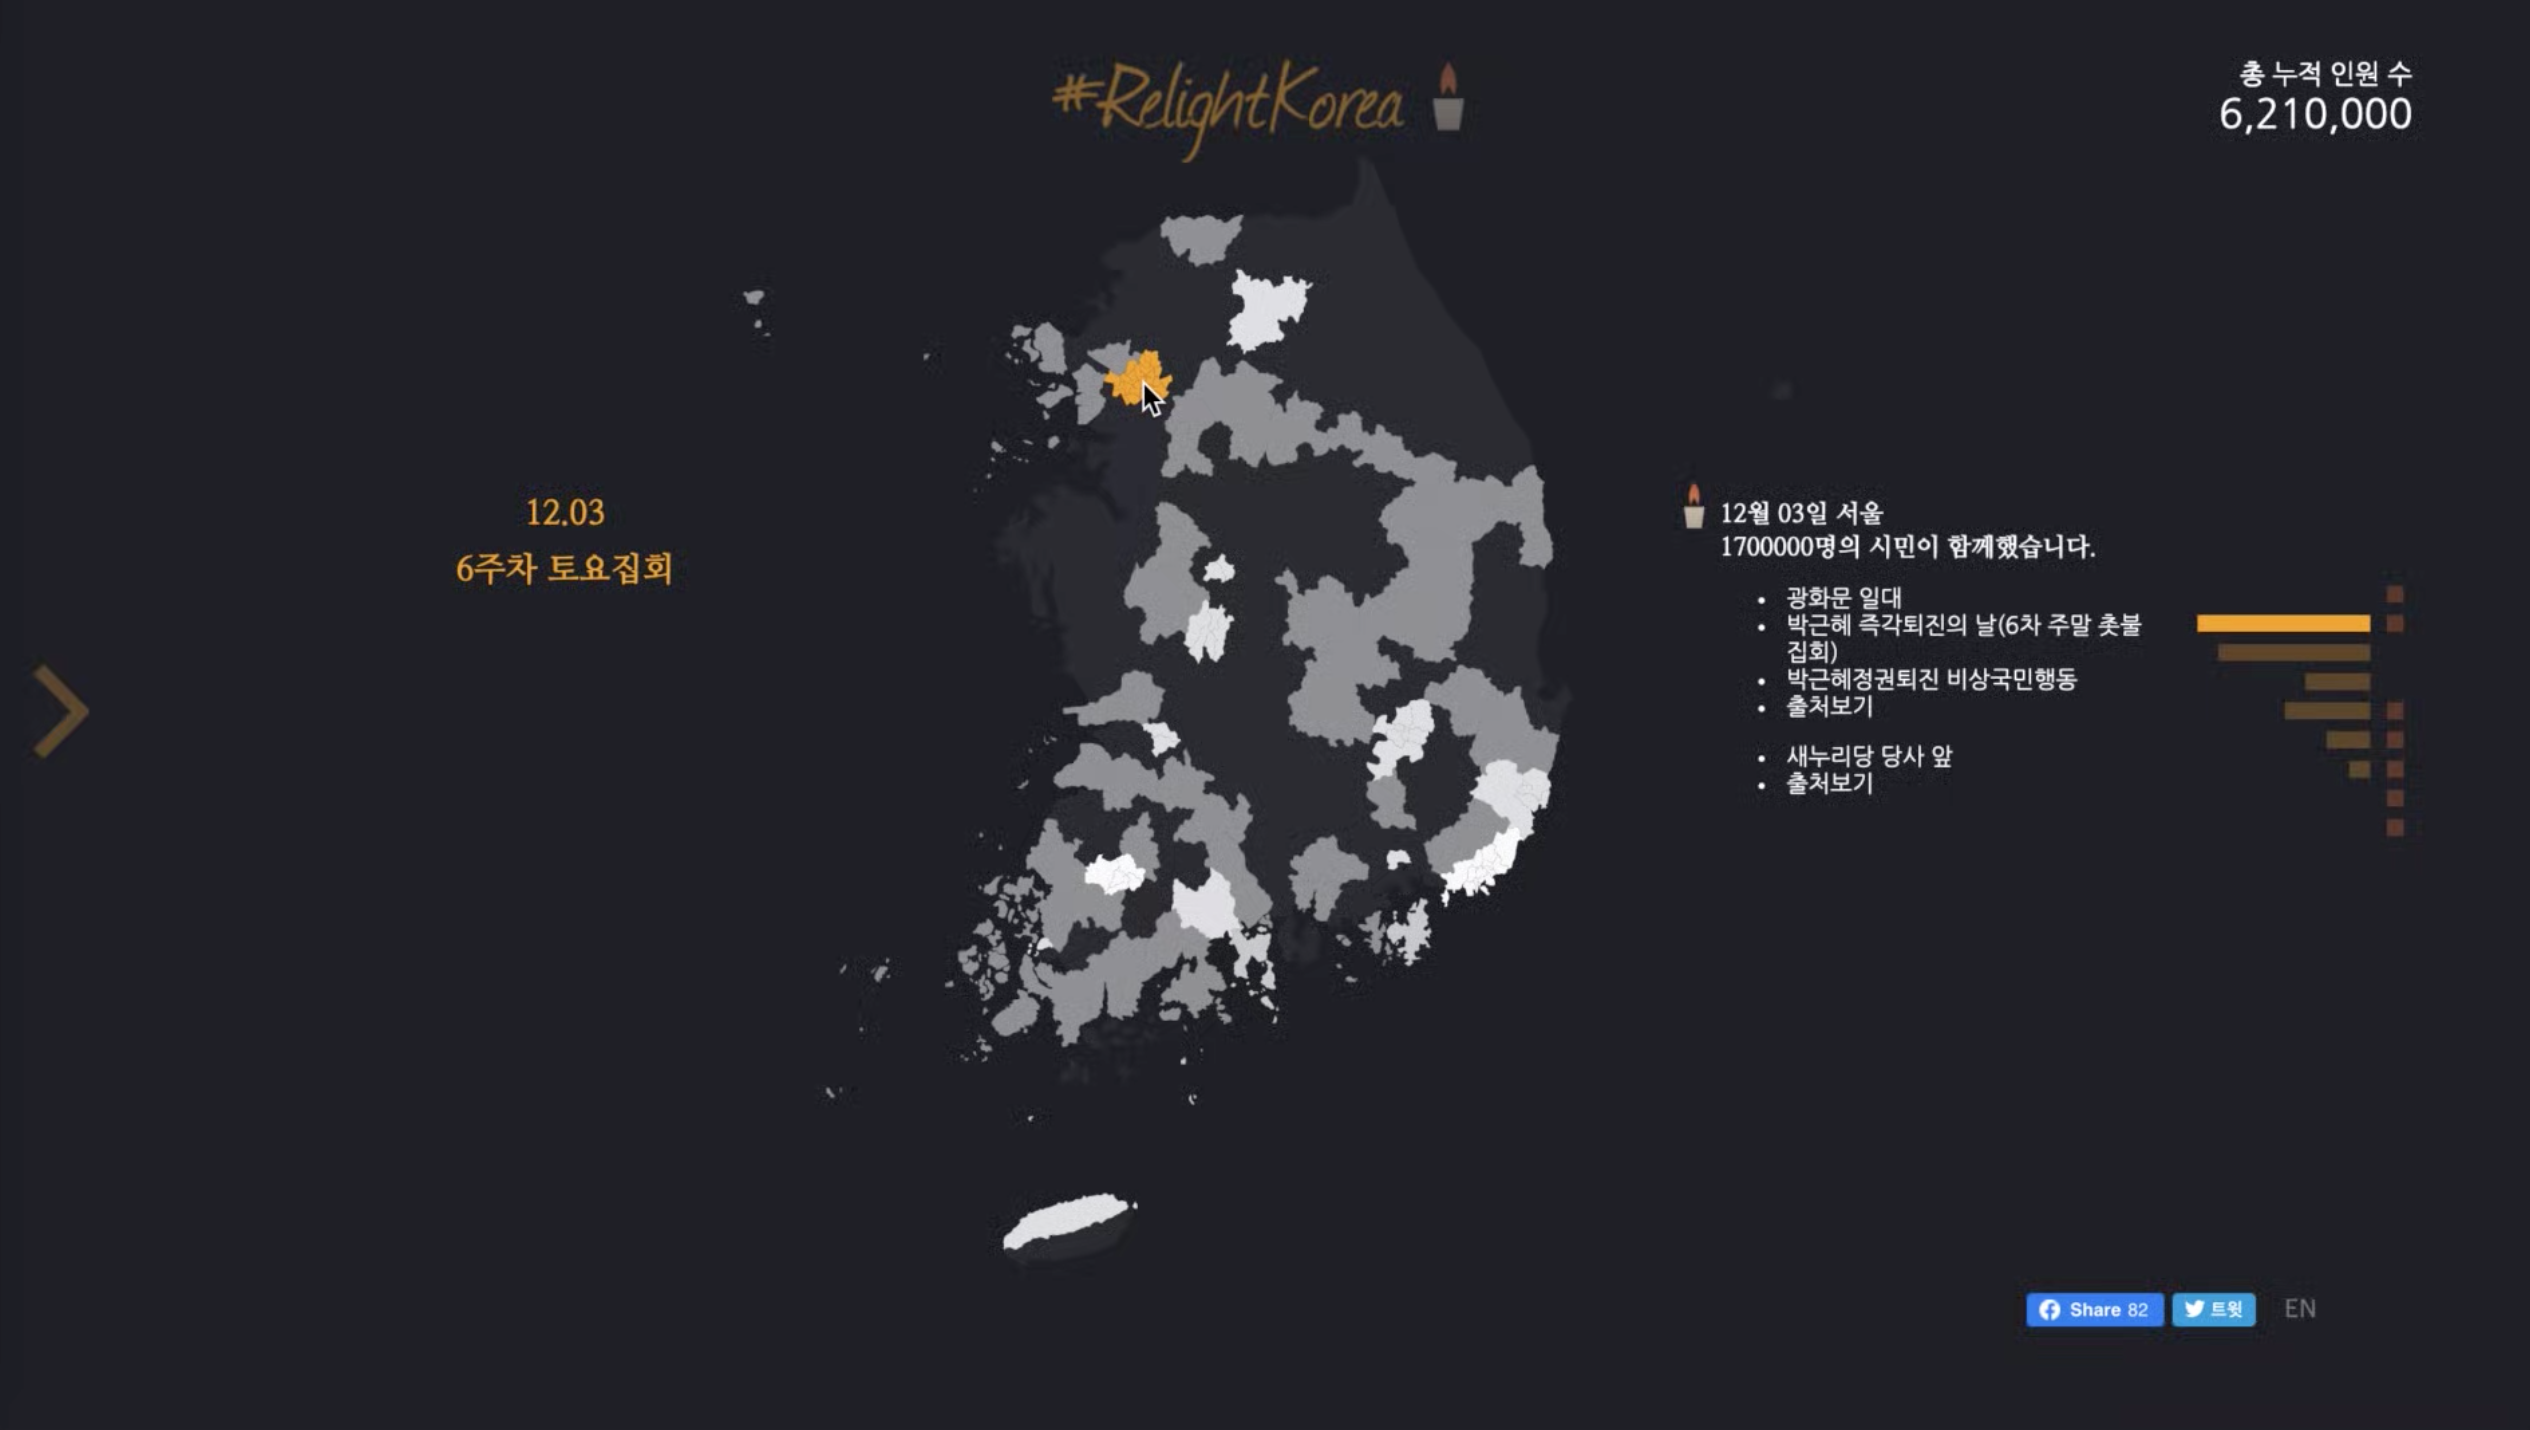 #RelightKorea
총 누적 인원 수
6,210,000
12.03
6주차 토요집회
12월 03일 서울
1700000명의 시민이 함께했습니다.
• 광화문 일대
• 박근혜 즉각퇴진의 날(6차 주말 촛불
집회)
• 박근혜정권퇴진 비상국민행동
• 출처보기
• 새누리당 당사 앞
• 출처보기
Share 82
트윗
EN